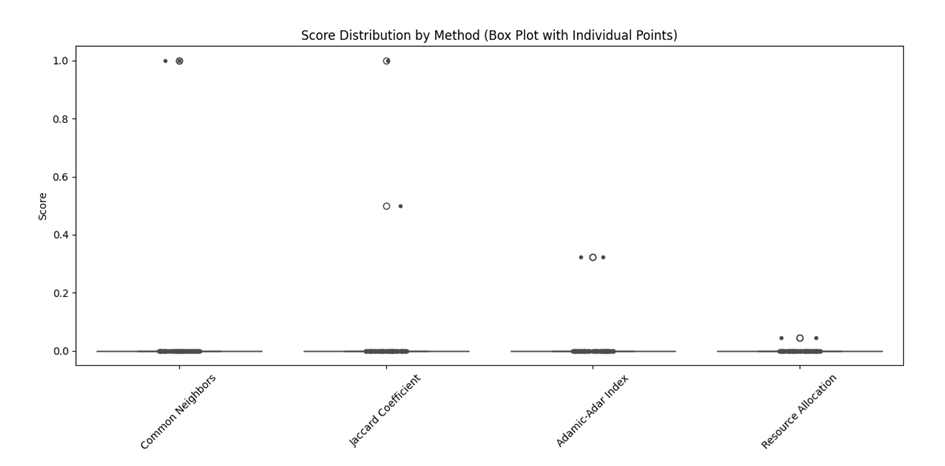 Score Distribution by Method (Box Plot with Individual Points)
1.0
0.8
0.6
0.4
0.2
0.0
Score
Common Neighbors
Jaccard Coefficient
Adamic-Adar Index
Resource Allocation